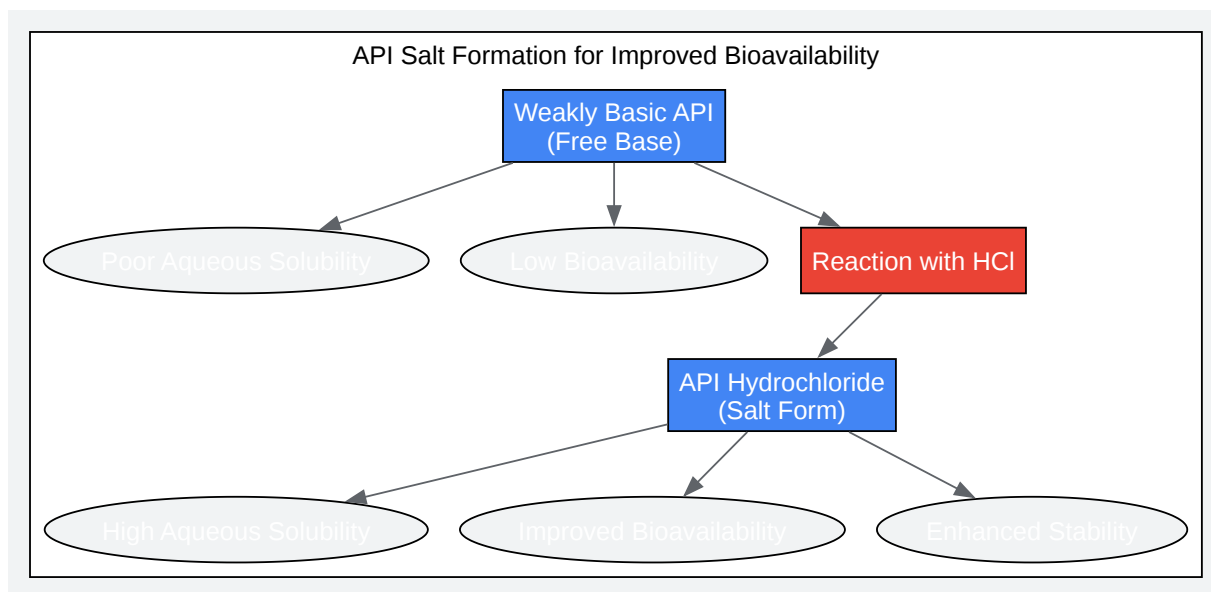 API Salt Formation for Improved Bioavailability
Weakly Basic API
(Free Base)
Poor Aqueous Solubility
Low Bioavailability
Reaction with HCl
API Hydrochloride
(Salt Form)
High Aqueous Solubility
Improved Bioavailability
Enhanced Stability